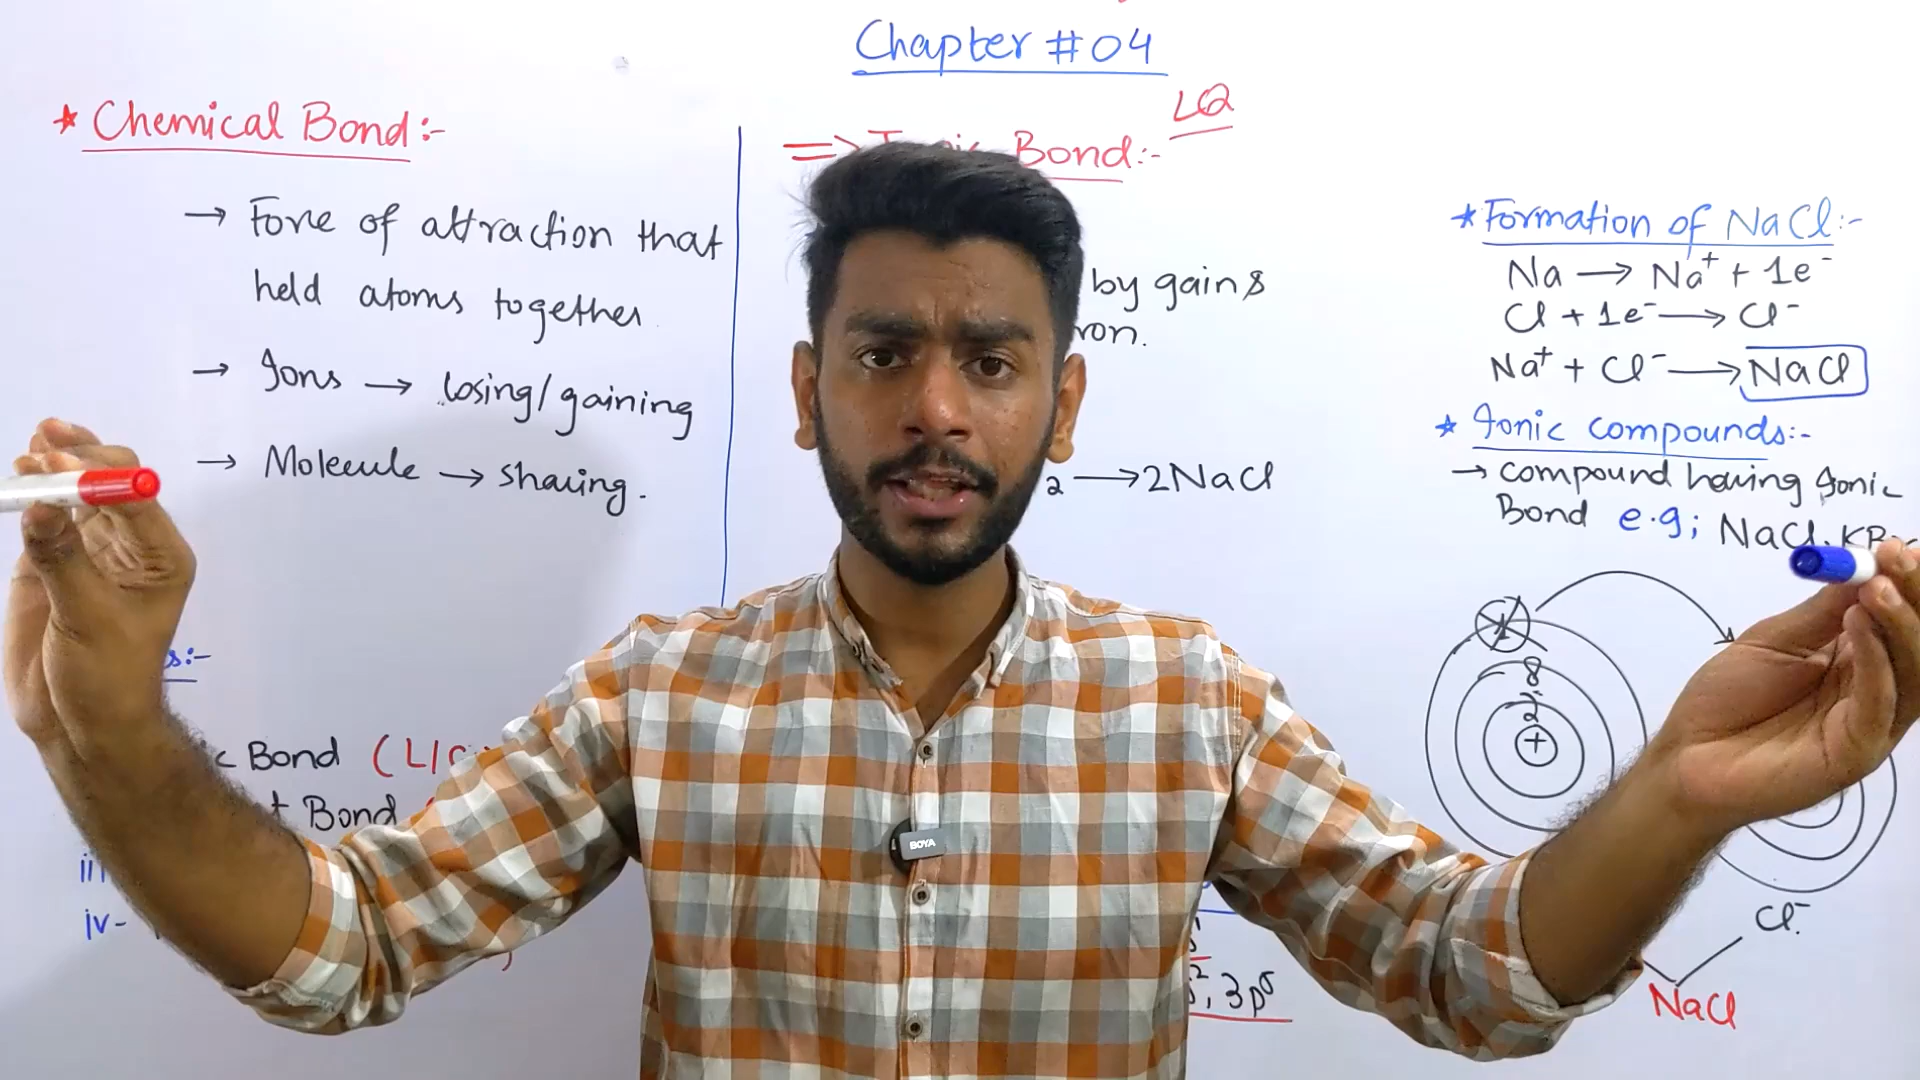 Chapter #04
* Chemical Bond:-
→ Force of attraction that
held atoms together
→ Ions → losing/gaining
→ Molecule → sharing.
s:-
c Bond (L/G
t Bond
iv-
LQ
=> Ionic Bond:-
by gain &
ron.
2 → 2NaCl
, 3p
* Formation of NaCl:-
Na → Na⁺ + 1e⁻
Cl + 1e⁻ → Cl⁻
Na⁺ + Cl⁻ → NaCl
* Ionic compounds:-
→ compound having Ionic
Bond e.g; NaCl, KBr
8
2
+
Cl⁻
NaCl
BOYA